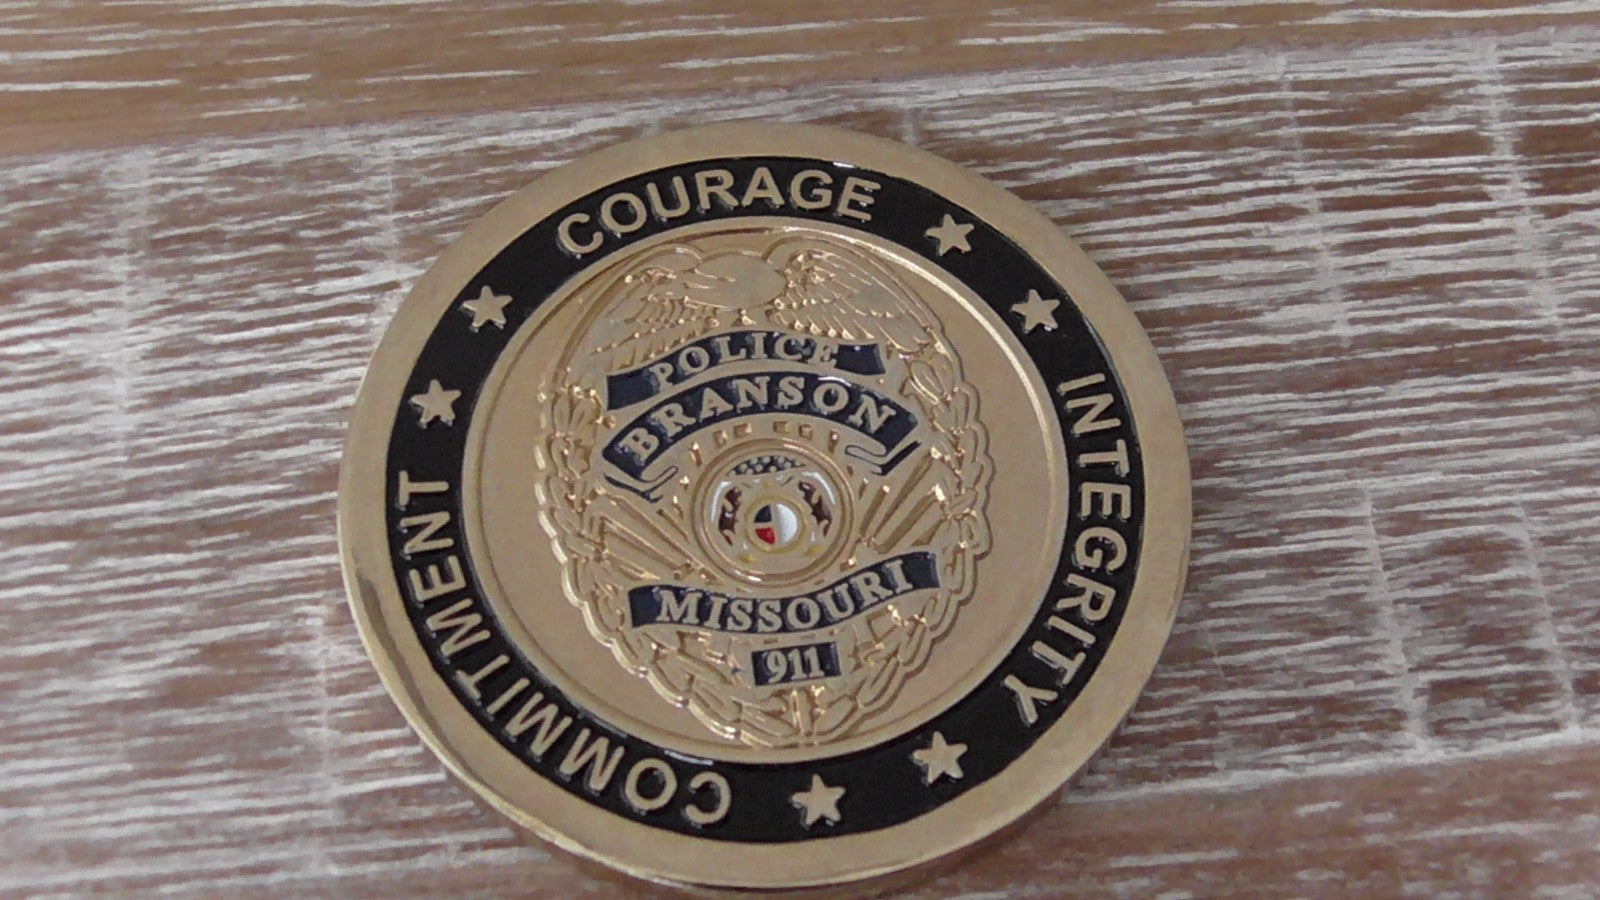 COURAGE
INTEGRITY
COMMITMENT
POLICE
BRANSON
MISSOURI
911